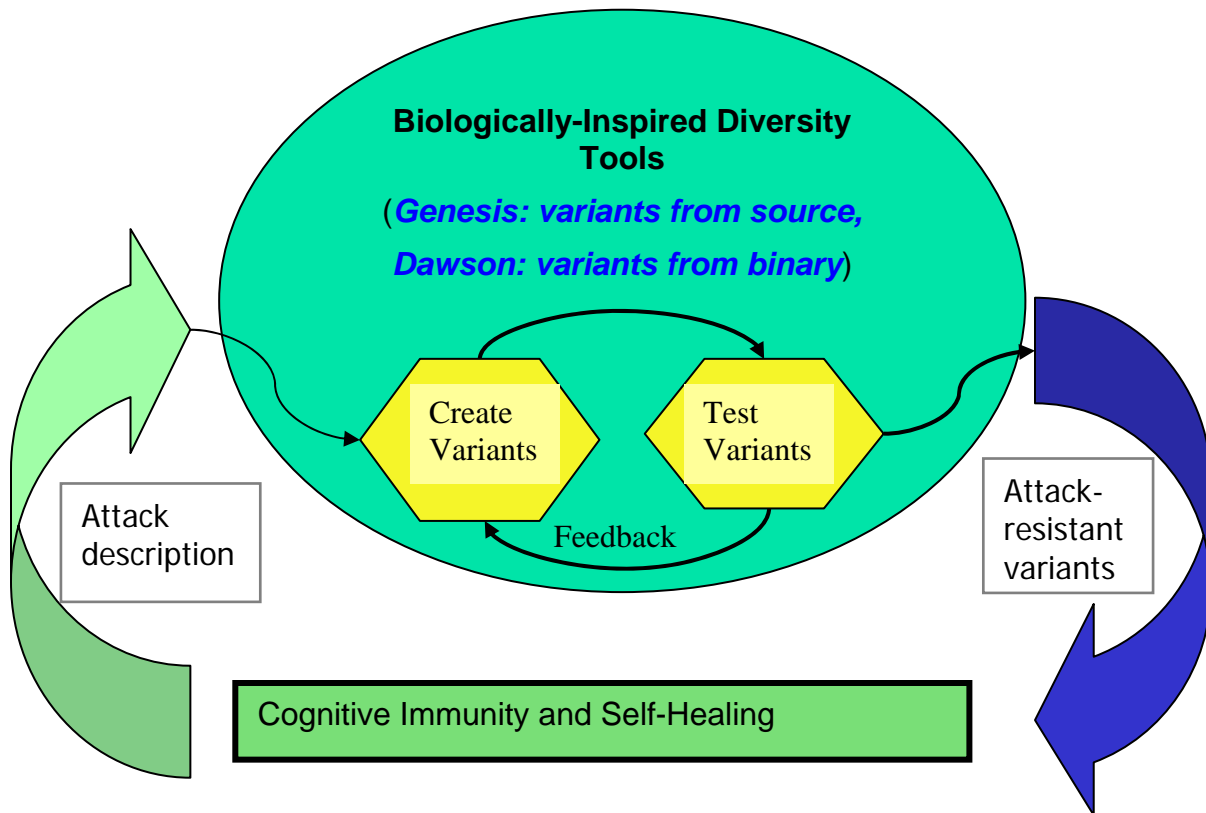 Biologically-Inspired Diversity
Tools
(Genesis: variants from source,
Dawson: variants from binary)
Create
Variants
Test
Variants
Feedback
Attack
description
Attack-
resistant
variants
Cognitive Immunity and Self-Healing